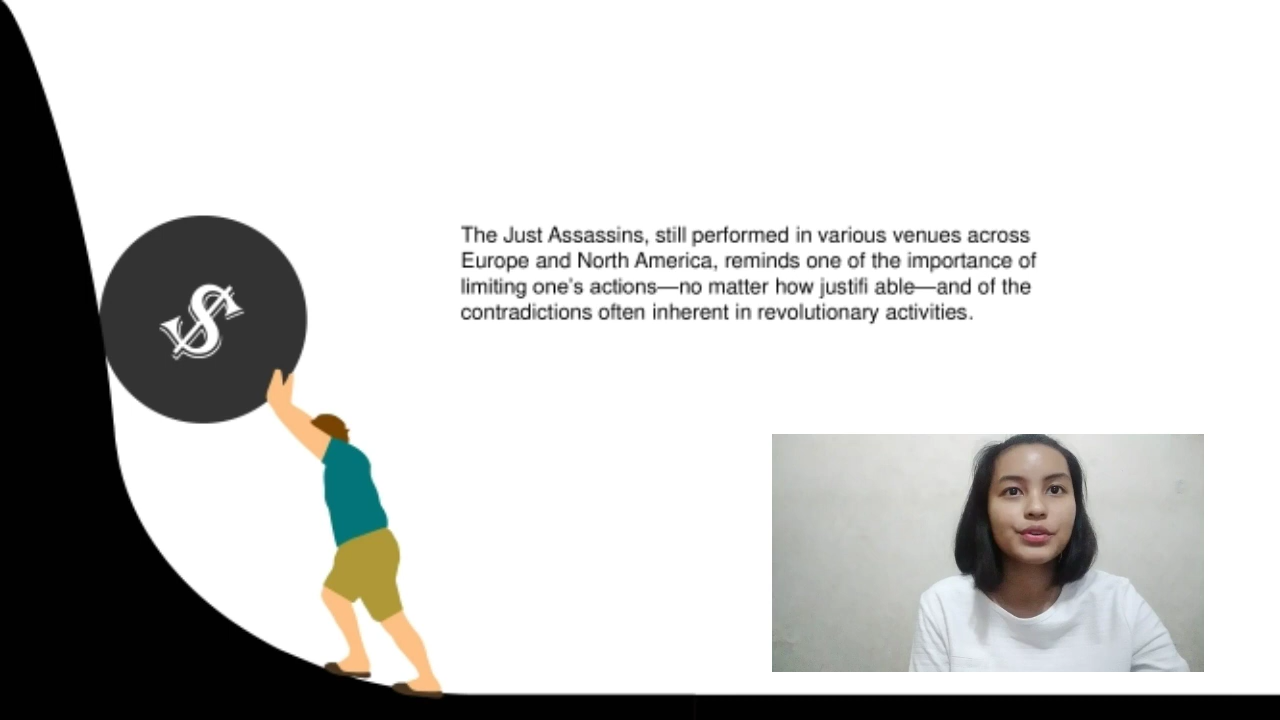 $
The Just Assassins, still performed in various venues across
Europe and North America, reminds one of the importance of
limiting one's actions—no matter how justifi able—and of the
contradictions often inherent in revolutionary activities.